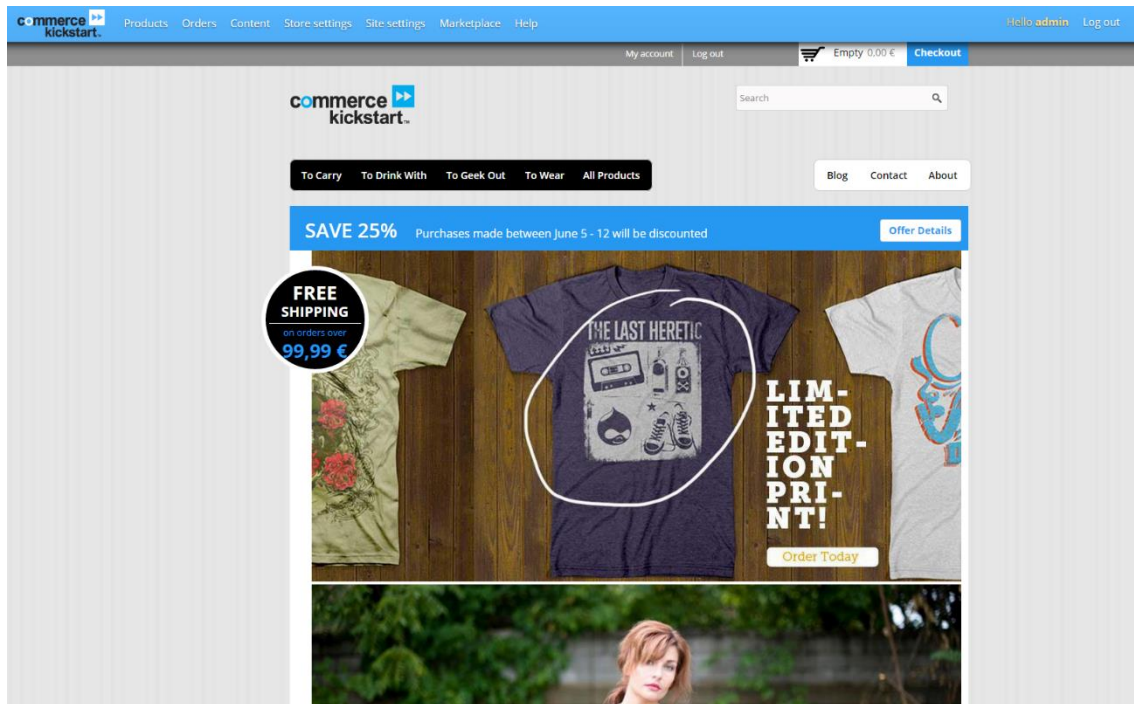 commerce
kickstart.
Products Orders Content Store settings Site settings Marketplace Help
Hello admin Log out
My account Log out
Empty 0,00 € Checkout
commerce
kickstart™
Search
To Carry To Drink With To Geek Out To Wear All Products
Blog Contact About
SAVE 25% Purchases made between June 5 - 12 will be discounted
Offer Details
FREE
SHIPPING
on orders over
99,99 €
THE LAST HERETIC
LIM-
ITED
EDIT-
ION
PRI-
NT!
Order Today